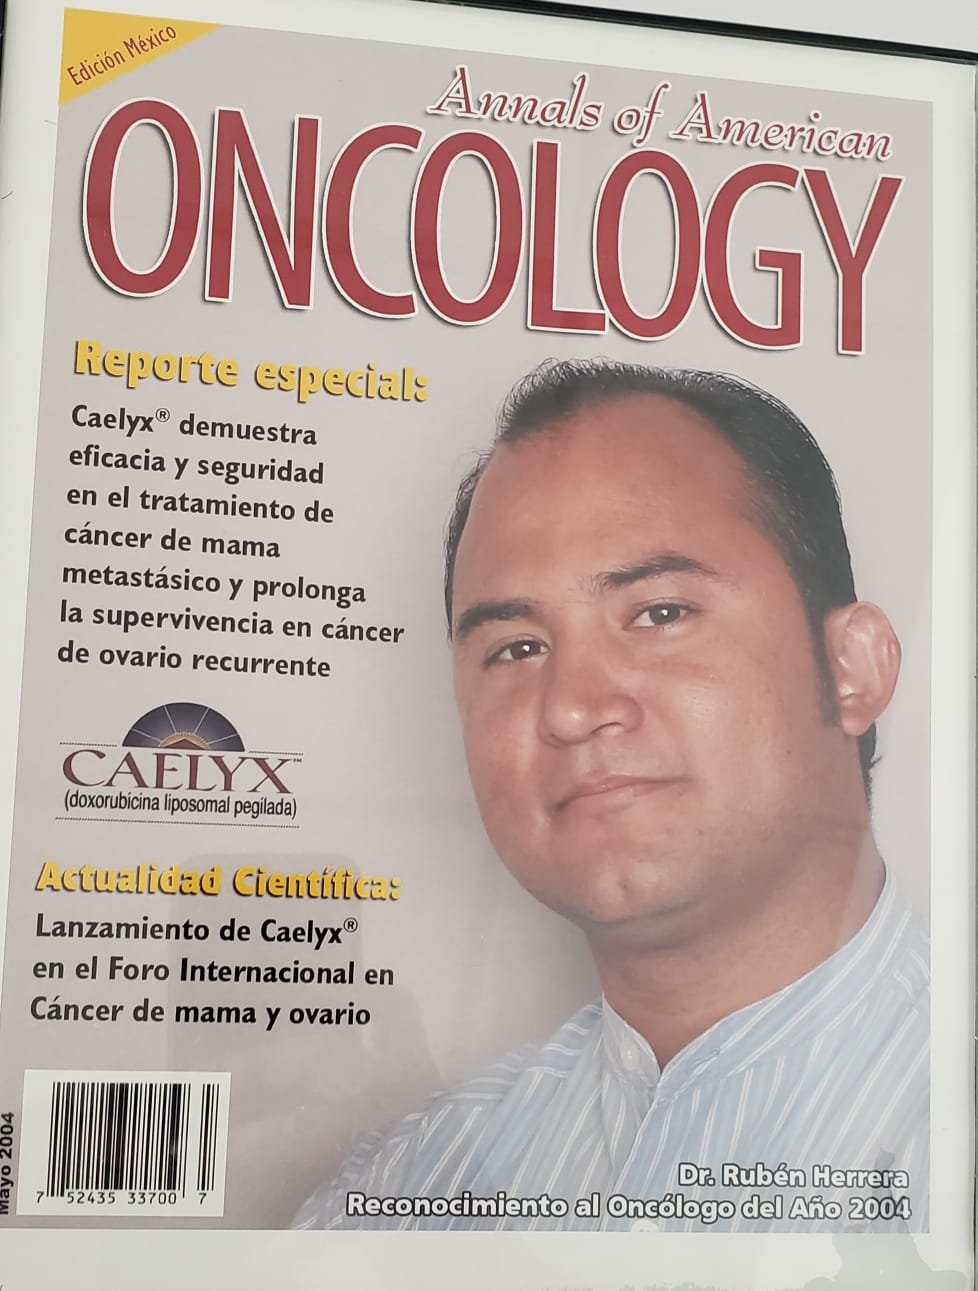 Edición México
Annals of American
ONCOLOGY
Reporte especial:
Caelyx® demuestra
eficacia y seguridad
en el tratamiento de
cáncer de mama
metastásico y prolonga
la supervivencia en cáncer
de ovario recurrente
CAELYX™
(doxorubicina liposomal pegilada)
Actualidad Científica:
Lanzamiento de Caelyx®
en el Foro Internacional en
Cáncer de mama y ovario
Mayo 2004
7 52435 33700 7
Dr. Rubén Herrera
Reconocimiento al Oncólogo del Año 2004